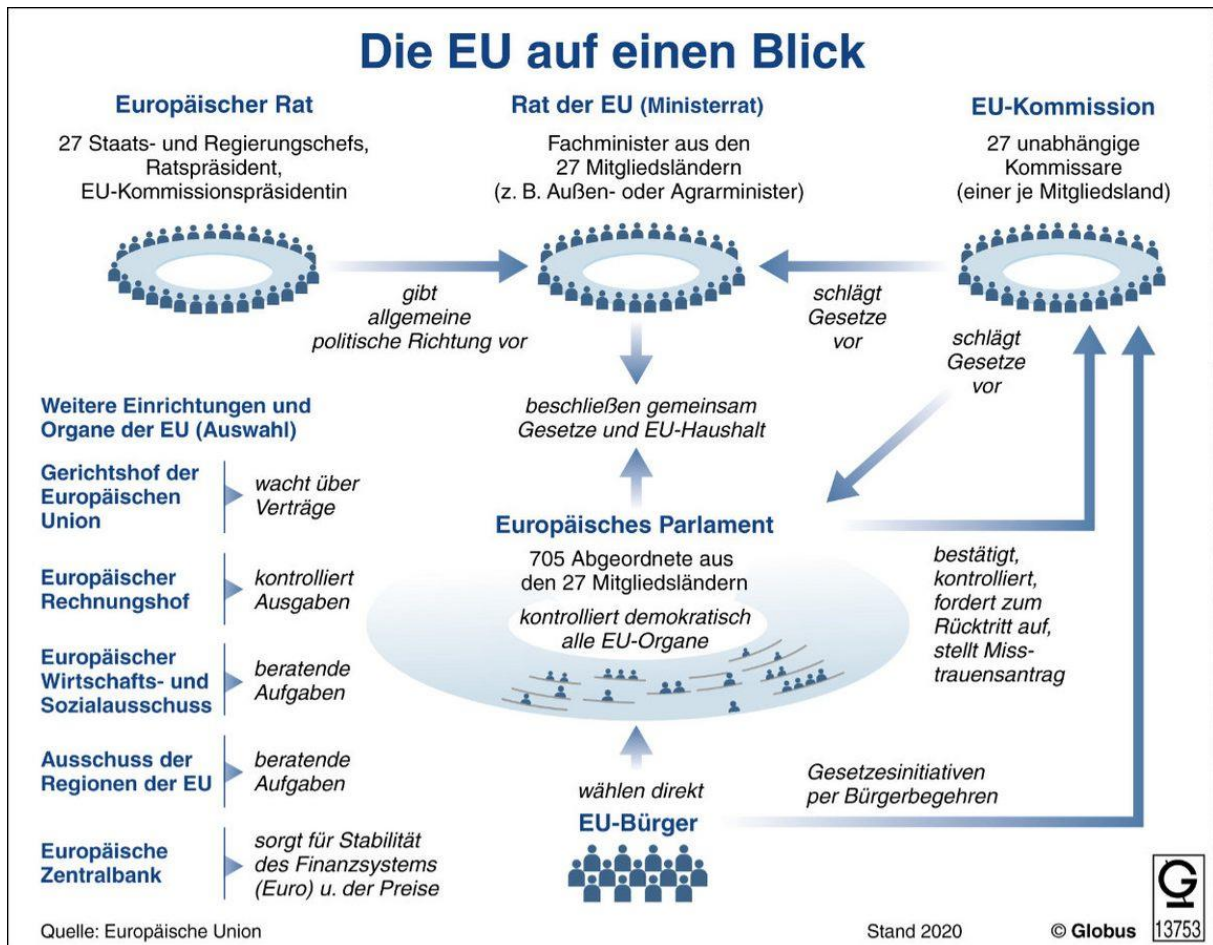 Die EU auf einen Blick
Europäischer Rat
27 Staats- und Regierungschefs,
Ratspräsident,
EU-Kommissionspräsidentin
Rat der EU (Ministerrat)
Fachminister aus den
27 Mitgliedsländern
(z. B. Außen- oder Agrarminister)
EU-Kommission
27 unabhängige
Kommissare
(einer je Mitgliedsland)
gibt
allgemeine
politische Richtung vor
schlägt
Gesetze
vor
schlägt
Gesetze
vor
beschließen gemeinsam
Gesetze und EU-Haushalt
Weitere Einrichtungen und
Organe der EU (Auswahl)
Gerichtshof der
Europäischen
Union
wacht über
Verträge
Europäischer
Rechnungshof
kontrolliert
Ausgaben
Europäischer
Wirtschafts- und
Sozialausschuss
beratende
Aufgaben
Ausschuss der
Regionen der EU
beratende
Aufgaben
Europäische
Zentralbank
sorgt für Stabilität
des Finanzsystems
(Euro) u. der Preise
Europäisches Parlament
705 Abgeordnete aus
den 27 Mitgliedsländern
kontrolliert demokratisch
alle EU-Organe
bestätigt,
kontrolliert,
fordert zum
Rücktritt auf,
stellt Miss-
trauensantrag
wählen direkt
EU-Bürger
Gesetzesinitiativen
per Bürgerbegehren
Quelle: Europäische Union
Stand 2020
© Globus
G
13753